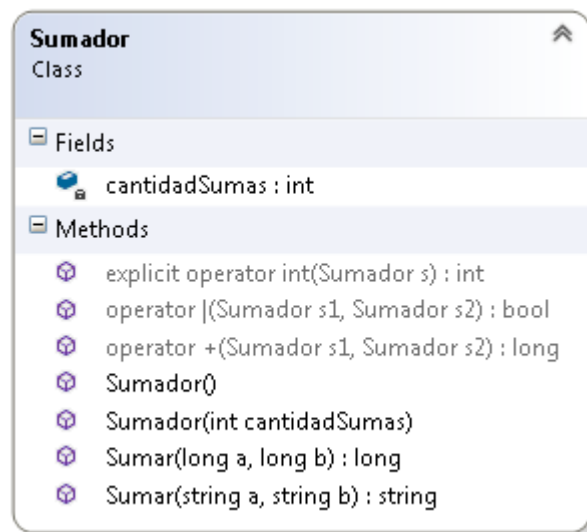 Sumador
Class
Fields
cantidadSumas : int
Methods
explicit operator int(Sumador s) : int
operator |(Sumador s1, Sumador s2) : bool
operator +(Sumador s1, Sumador s2) : long
Sumador()
Sumador(int cantidadSumas)
Sumar(long a, long b) : long
Sumar(string a, string b) : string